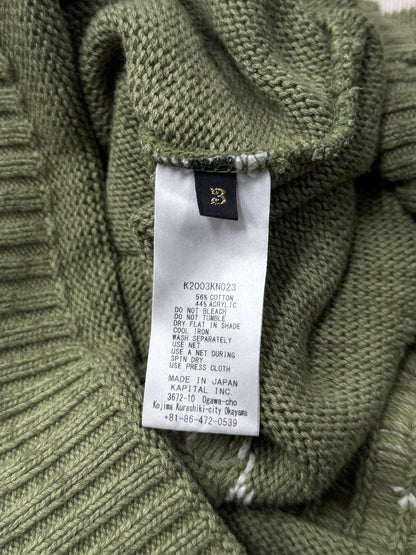 3
K2003KN023
56% COTTON
44% ACRYLIC
DO NOT BLEACH
DO NOT TUMBLE
DRY FLAT IN SHADE
COOL IRON
WASH SEPARATELY
USE NET
USE A NET DURING
SPIN DRY
USE PRESS CLOTH
MADE IN JAPAN
KAPITAL INC
3672-10 Ogawa-cho
Kojima Kurashiki-city Okayama
+81-86-472-0539